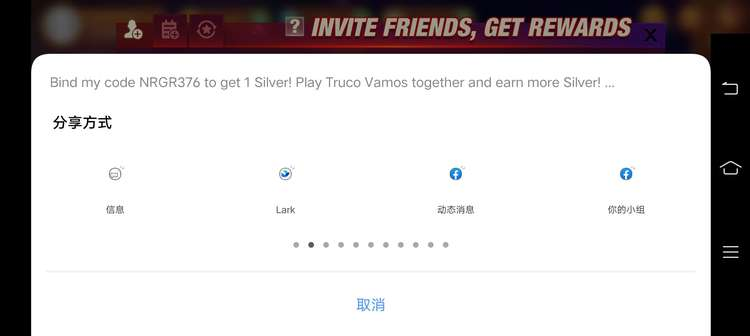 INVITE FRIENDS, GET REWARDS
Bind my code NRGR376 to get 1 Silver! Play Truco Vamos together and earn more Silver! ...
分享方式
信息
Lark
动态消息
你的小组
取消